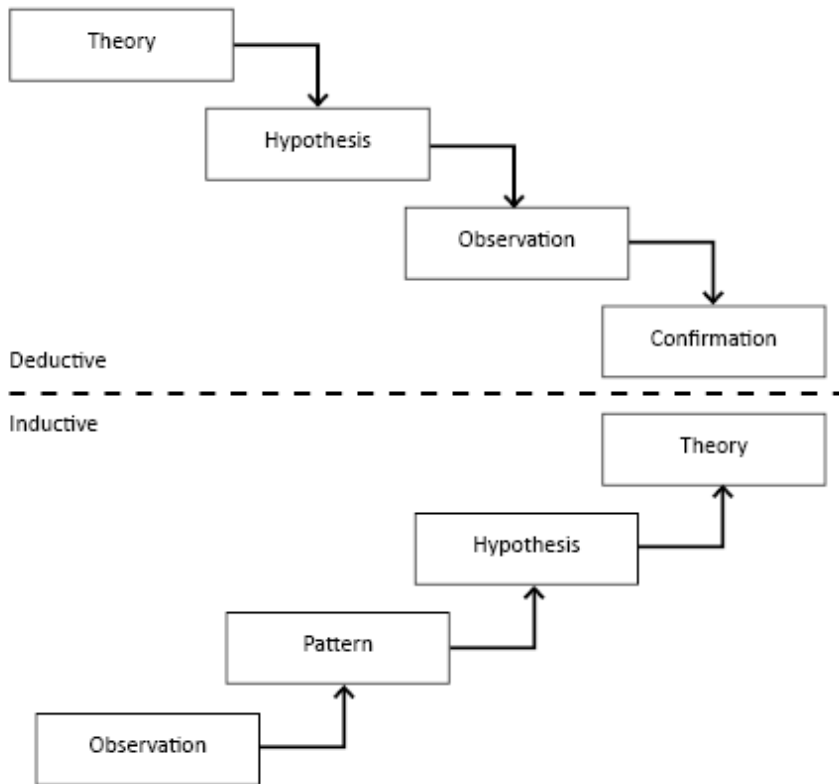 Theory
Hypothesis
Observation
Confirmation
Deductive
Inductive
Theory
Hypothesis
Pattern
Observation